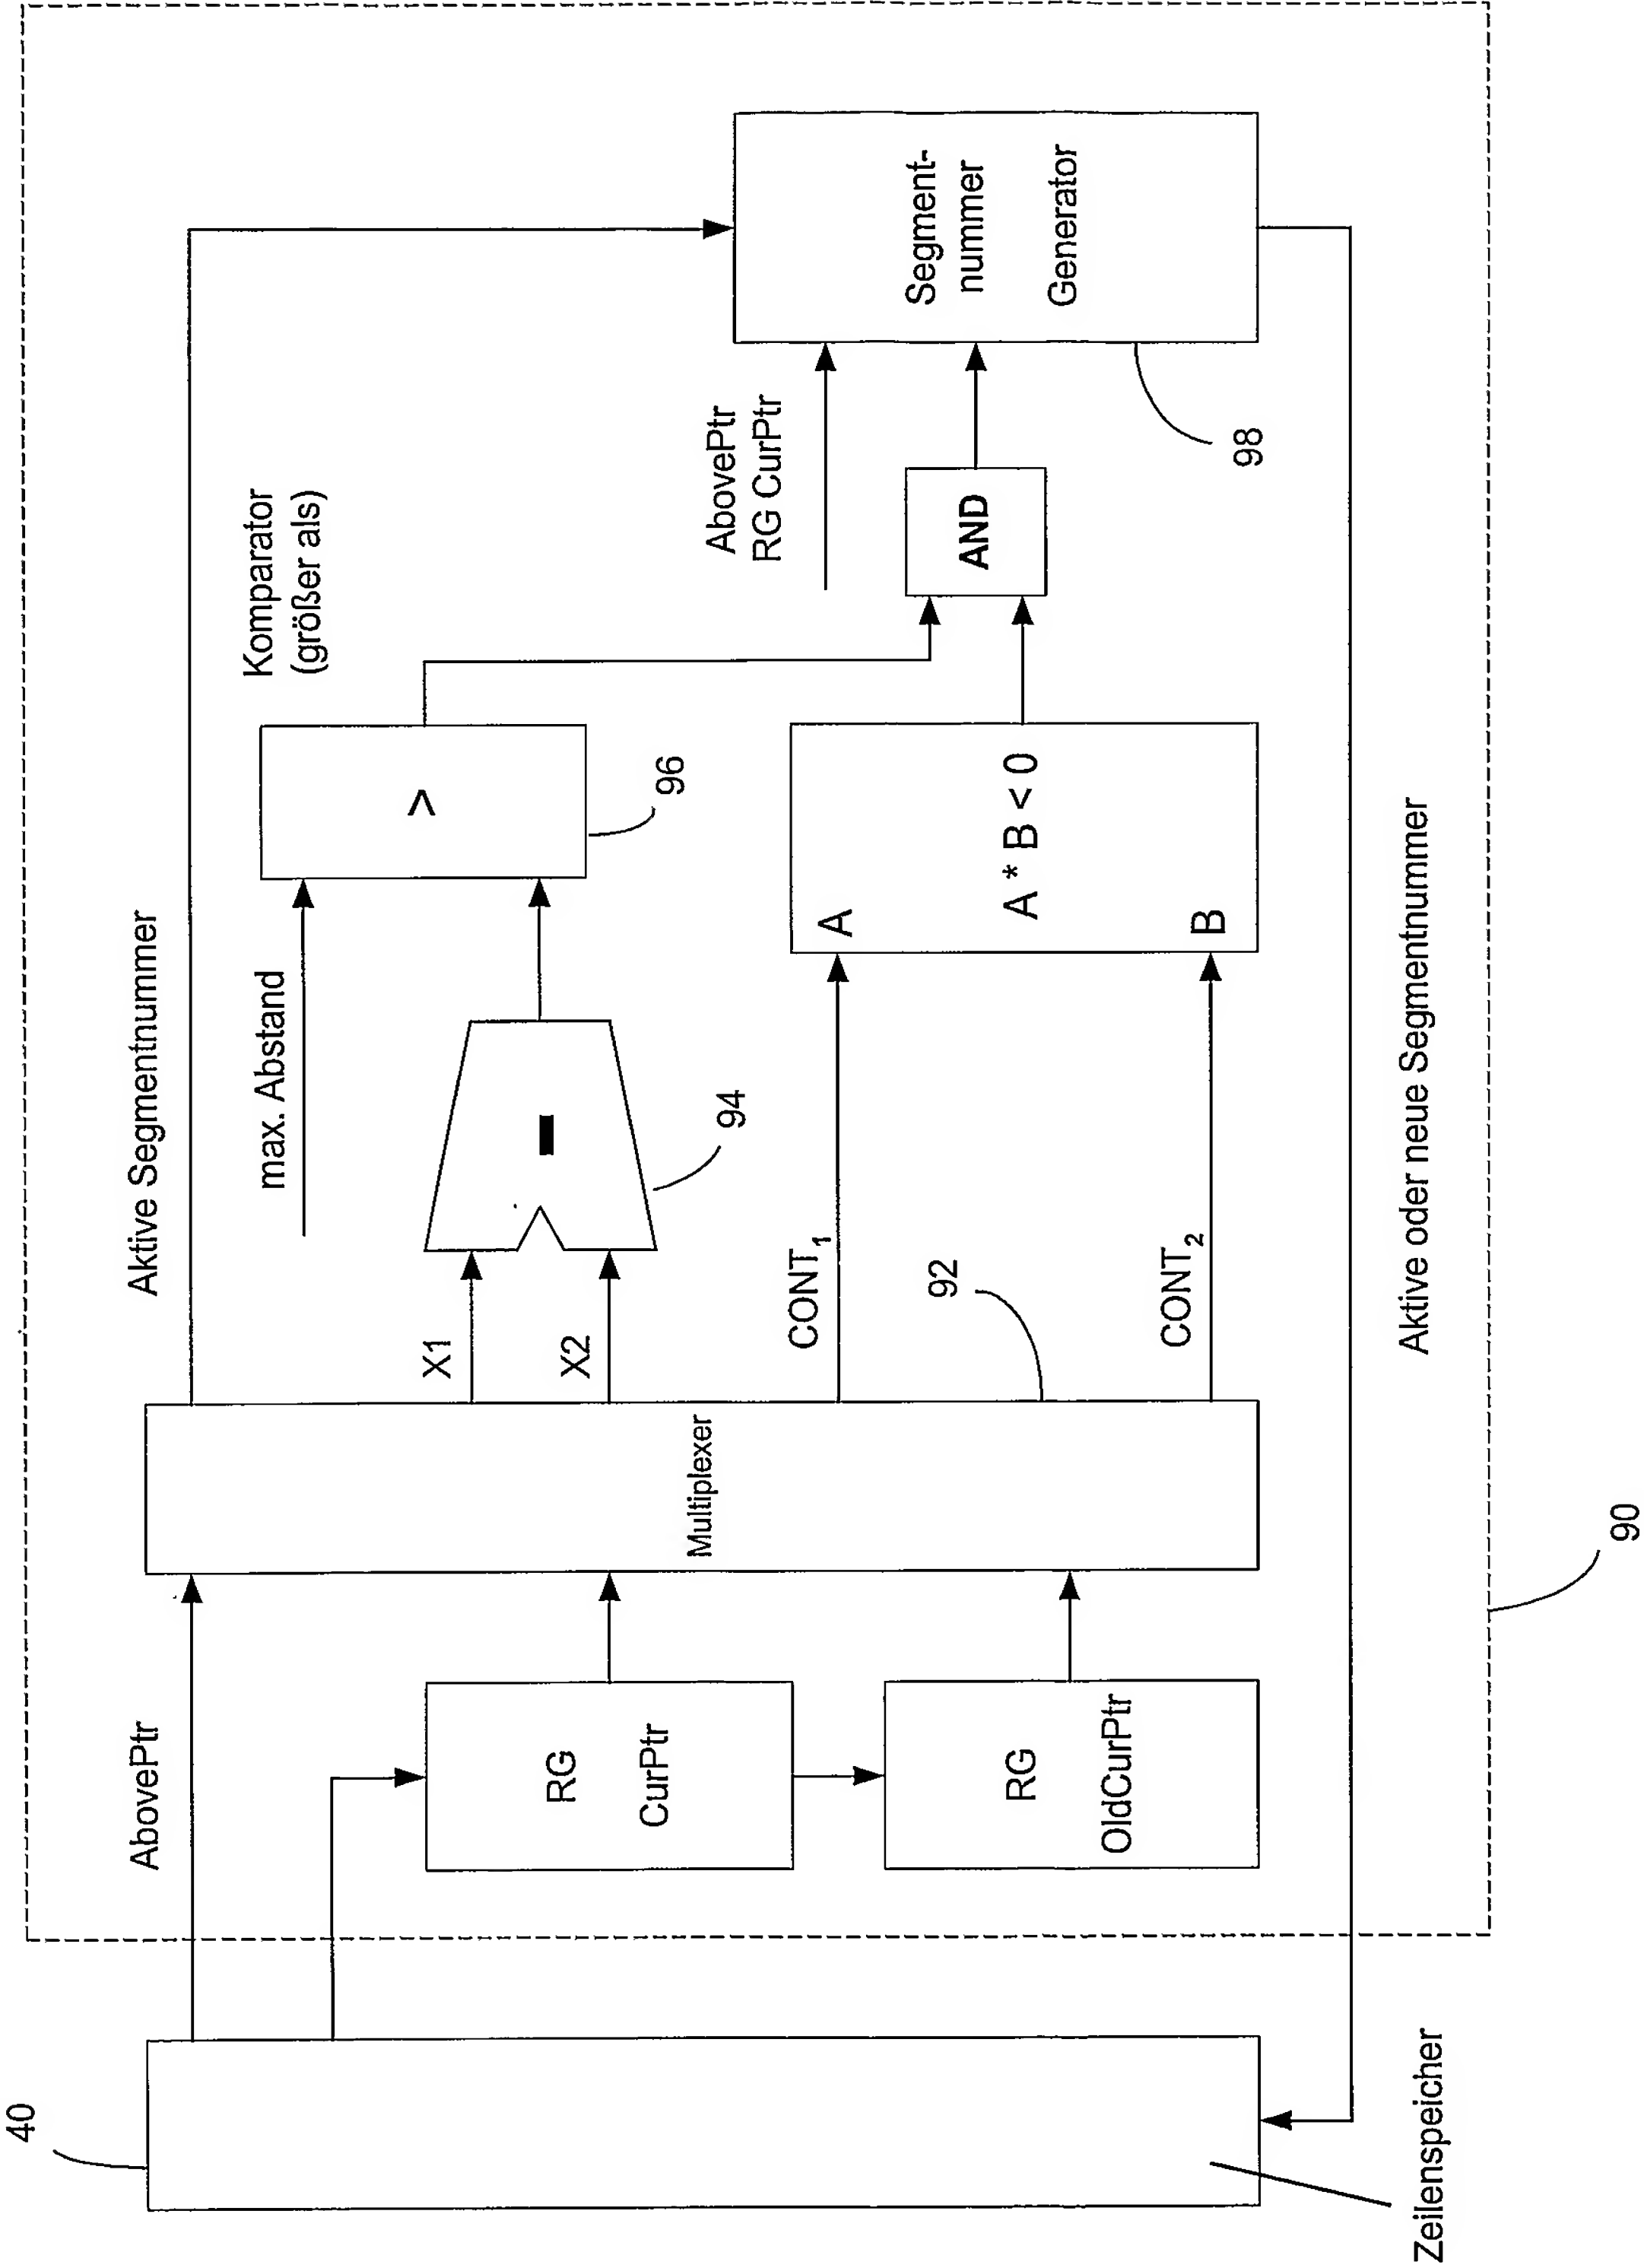 40
Zeilenspeicher
90
AbovePtr
RG
CurPtr
RG
OldCurPtr
Multiplexer
92
Aktive Segmentnummer
X1
X2
CONT1
CONT2
94
max. Abstand
Komparator
(größer als)
>
96
A
A * B < 0
B
AND
AbovePtr
RG CurPtr
Segment-
nummer
Generator
98
Aktive oder neue Segmentnummer